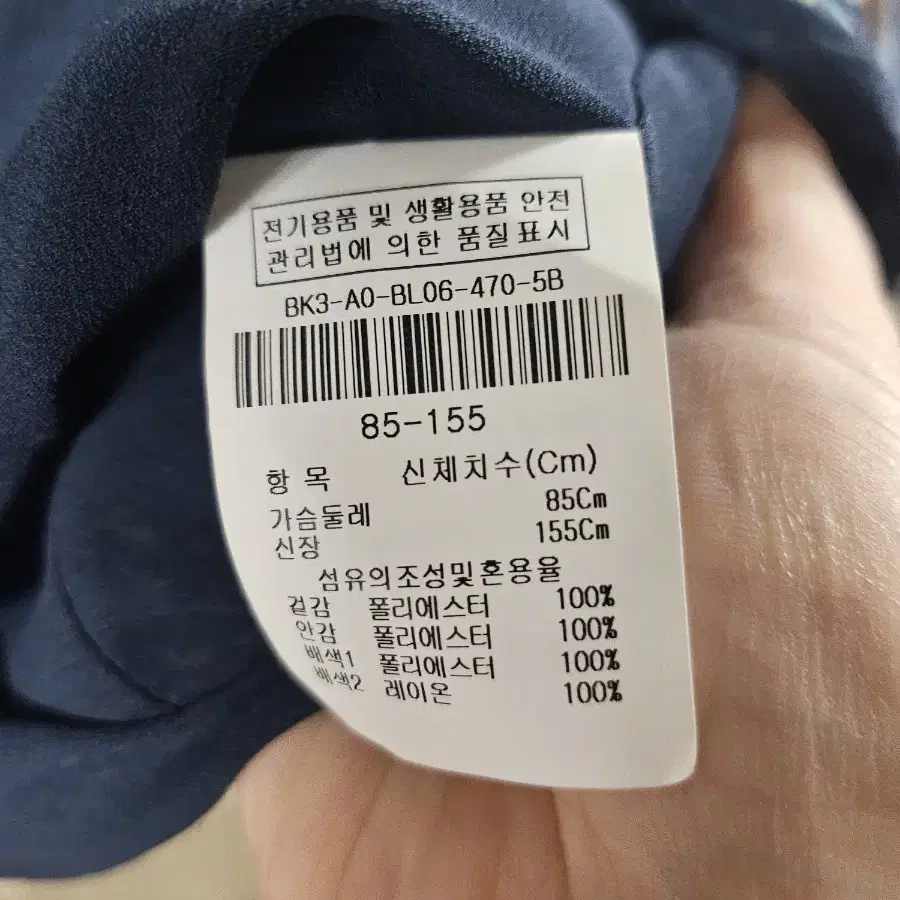 전기용품 및 생활용품 안전
관리법에 의한 품질표시
BK3-A0-BL06-470-5B
85-155
항 목 신체치수(Cm)
가슴둘레 85Cm
신장 155Cm
섬유의조성및혼용율
겉감 폴리에스터 100%
안감 폴리에스터 100%
배색1 폴리에스터 100%
배색2 레이온 100%